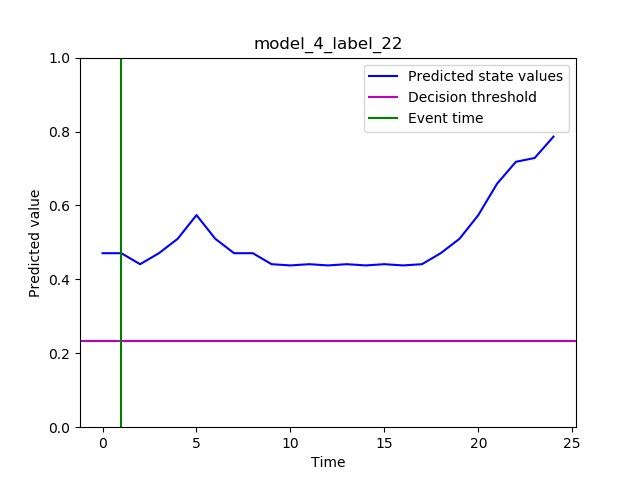 model_4_label_22
1.0
0.8
0.6
0.4
0.2
0.0
Predicted value
Predicted state values
Decision threshold
Event time
0
5
10
15
20
25
Time